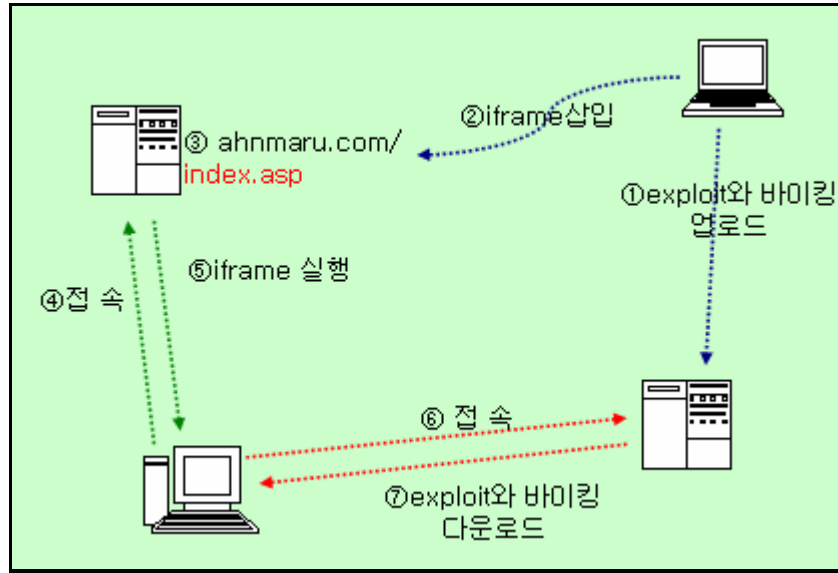 ②iframe삽입
③ ahnmaru.com/
index.asp
①exploit와 바이킹
업로드
⑤iframe 실행
④접 속
⑥ 접 속
⑦exploit와 바이킹
다운로드